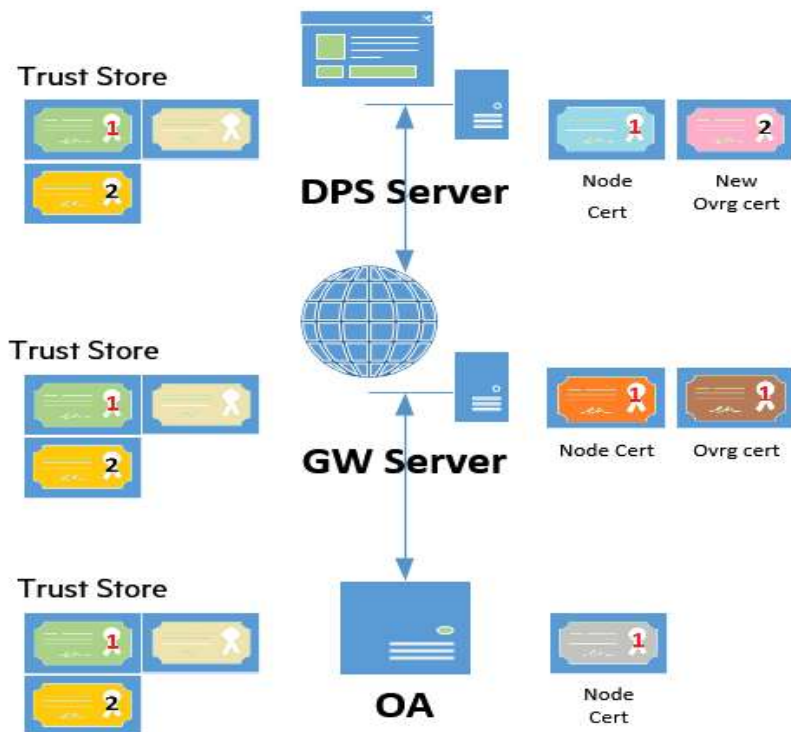 Trust Store
1
1
2
2
DPS Server
Node
Cert
New
Ovrg cert
Trust Store
1
1
1
2
GW Server
Node Cert
Ovrg cert
Trust Store
1
1
2
OA
Node
Cert